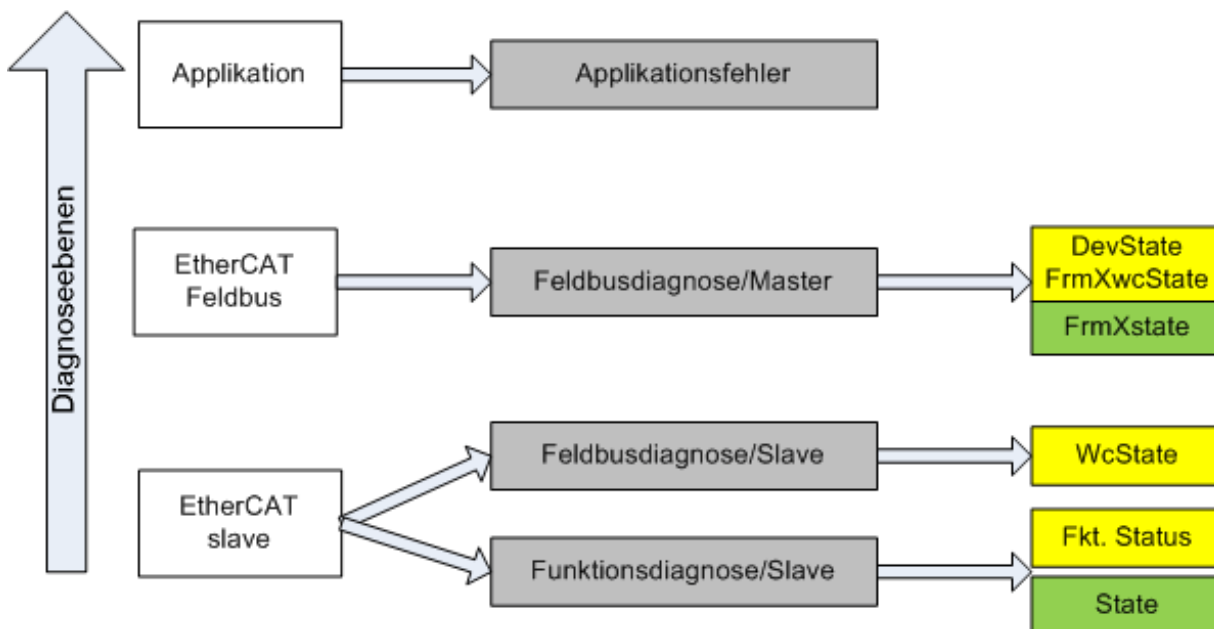 Applikation
Applikationsfehler
Diagnoseebenen
EtherCAT
Feldbus
Feldbusdiagnose/Master
DevState
FrmXwcState
FrmXstate
EtherCAT
slave
Feldbusdiagnose/Slave
WcState
Funktionsdiagnose/Slave
Fkt. Status
State